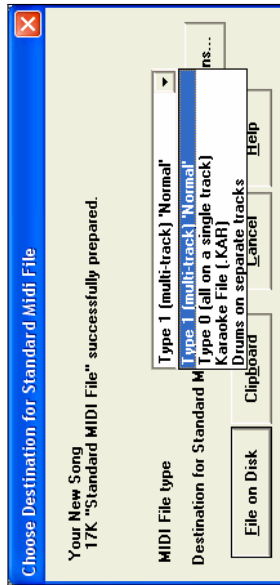 Choose Destination for Standard Midi File
Your New Song
17K "Standard MIDI File" successfully prepared.
MIDI File type
Type 1 (multi-track) 'Normal'
Type 1 (multi-track) 'Normal'
Type 0 (all on a single track)
Karaoke File (.KAR)
Drums on separate tracks
Destination for Standard M
ns...
File on Disk
Clipboard
Cancel
Help